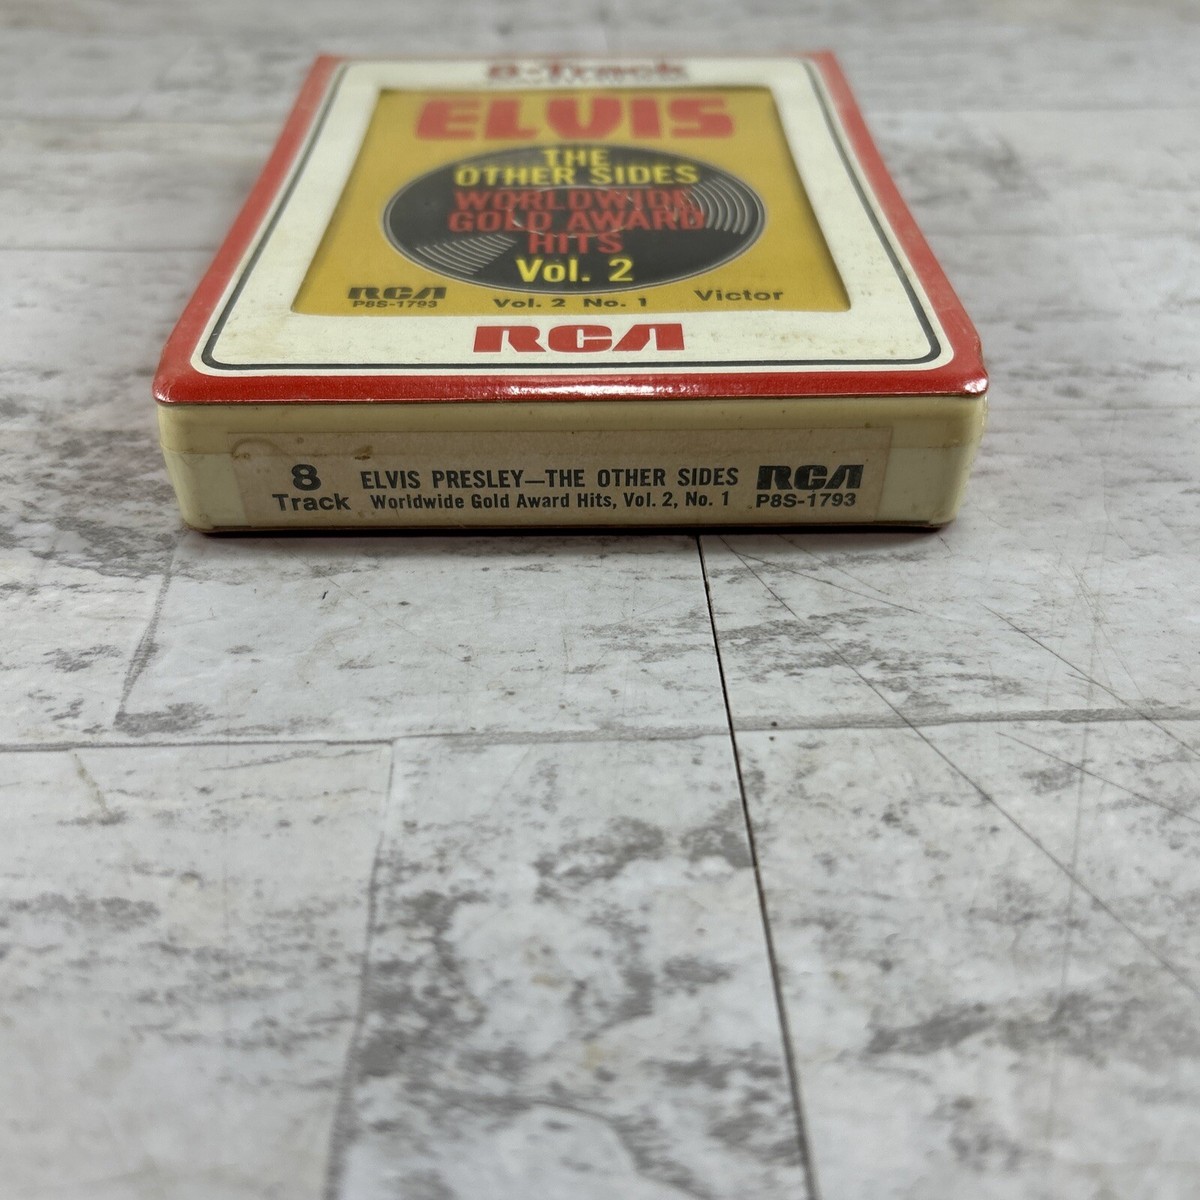 8-Track
ELVIS
THE
OTHER SIDES
WORLDWIDE
GOLD AWARD
HITS
Vol. 2
RCA
P8S-1793
Vol. 2 No. 1
Victor
RCA
8
Track
ELVIS PRESLEY—THE OTHER SIDES
Worldwide Gold Award Hits, Vol. 2, No. 1
RCA
P8S-1793